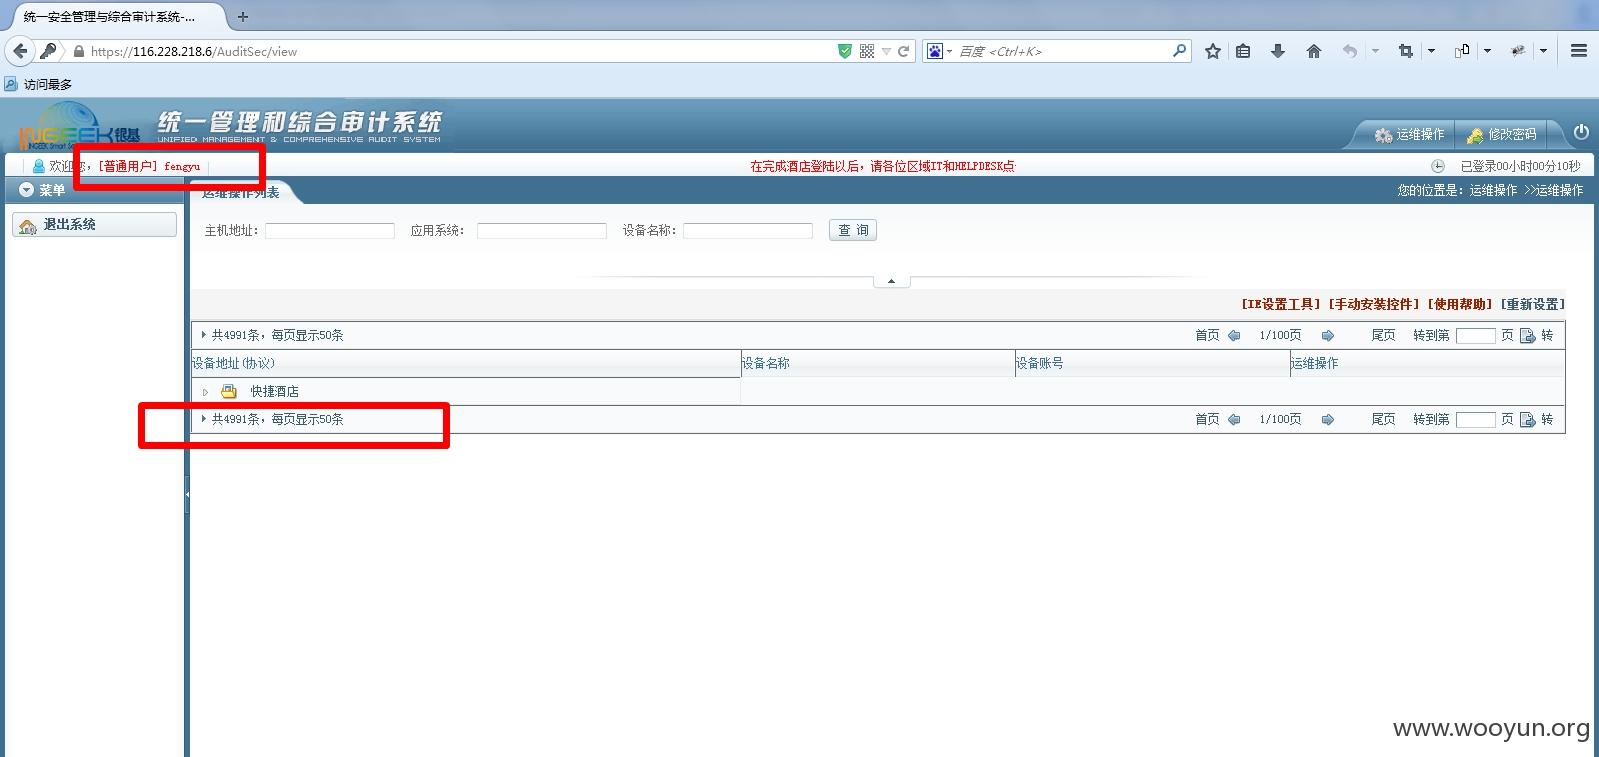 统一安全管理与综合审计系统-...
https://116.228.218.6/AuditSec/view
百度 <Ctrl+K>
访问最多
INGEEK银基
统一管理和综合审计系统
UNIFIED MANAGEMENT & COMPREHENSIVE AUDIT SYSTEM
运维操作 修改密码
欢迎您，[普通用户] fengyu
在完成酒店登陆以后，请各位区域IT和HELPDESK点
已登录00小时00分10秒
菜单
运维操作列表
您的位置是：运维操作 >>运维操作
退出系统
主机地址： 应用系统： 设备名称： 查 询
[IE设置工具] [手动安装控件] [使用帮助] [重新设置]
共4991条，每页显示50条 首页 1/100页 尾页 转到第 页 转
设备地址(协议) 设备名称 设备账号 运维操作
快捷酒店
共4991条，每页显示50条 首页 1/100页 尾页 转到第 页 转
www.wooyun.org